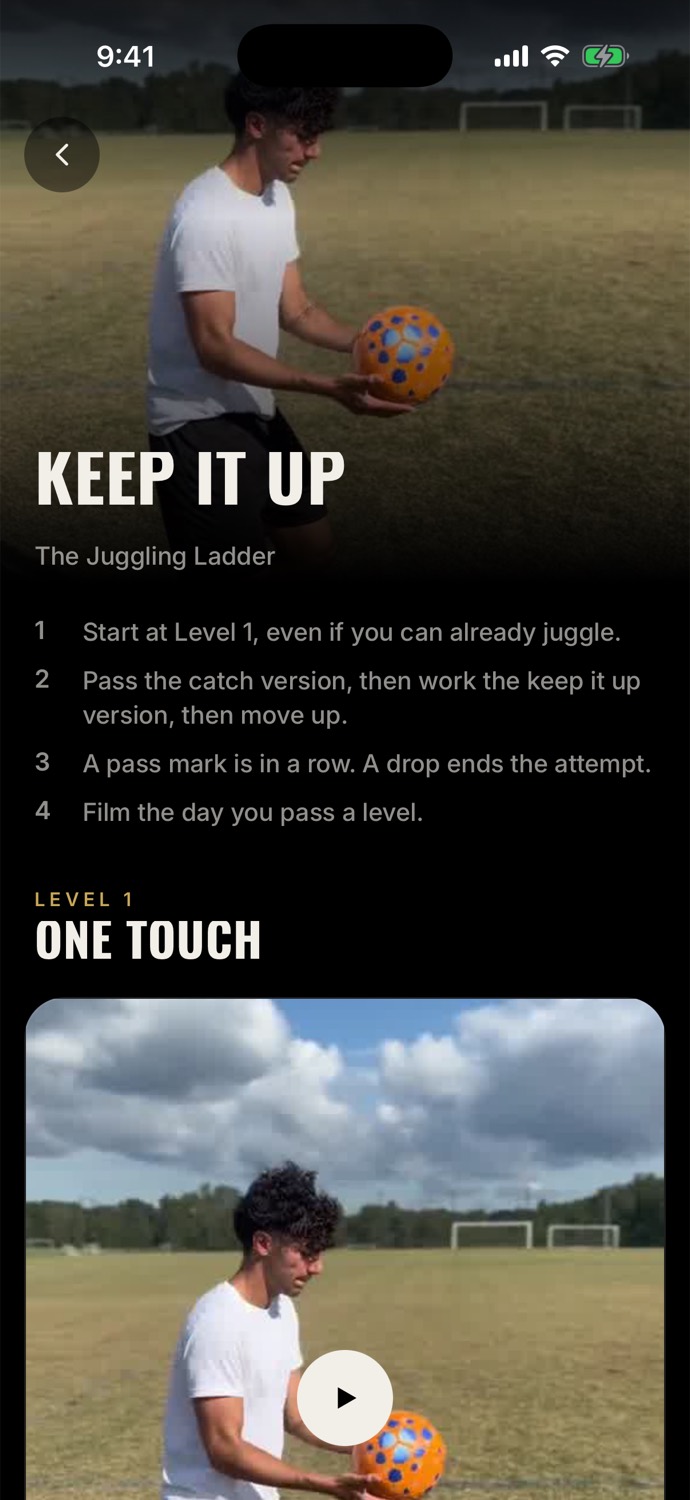 9:41
KEEP IT UP
The Juggling Ladder
1 Start at Level 1, even if you can already juggle.
2 Pass the catch version, then work the keep it up
version, then move up.
3 A pass mark is in a row. A drop ends the attempt.
4 Film the day you pass a level.
LEVEL 1
ONE TOUCH